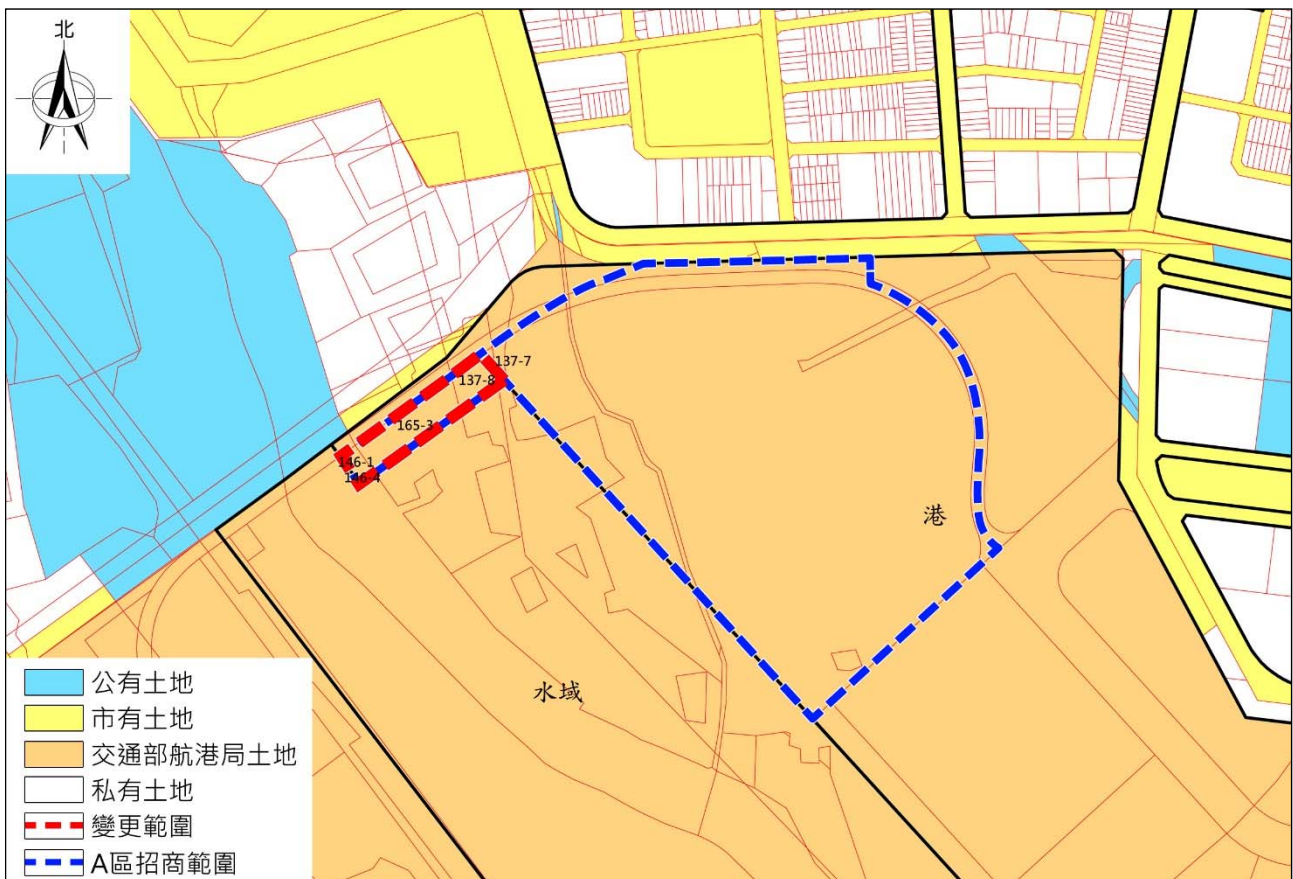 北
137-7
137-8
165-3
146-1
146-4
港
水域
公有土地
市有土地
交通部航港局土地
私有土地
變更範圍
A區招商範圍